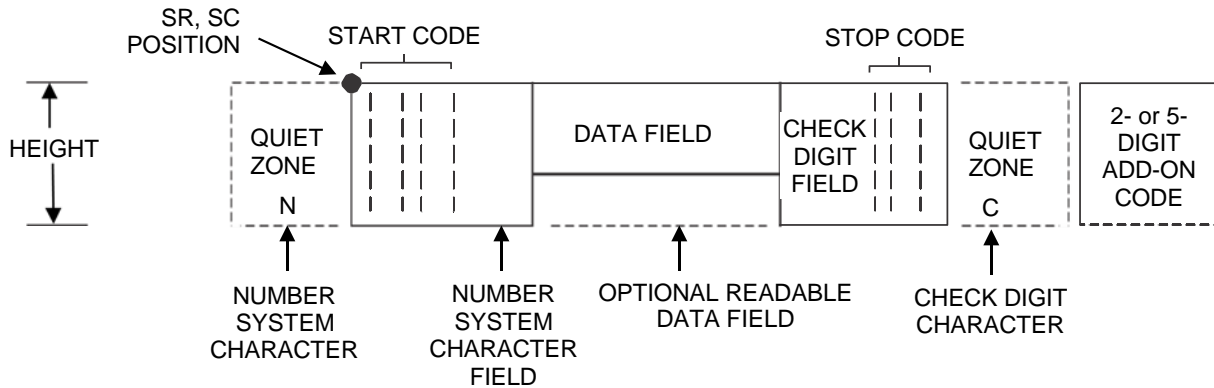 SR, SC
POSITION
START CODE
STOP CODE
HEIGHT
QUIET
ZONE
N
DATA FIELD
CHECK
DIGIT
FIELD
QUIET
ZONE
C
2- or 5-
DIGIT
ADD-ON
CODE
NUMBER
SYSTEM
CHARACTER
NUMBER
SYSTEM
CHARACTER
FIELD
OPTIONAL READABLE
DATA FIELD
CHECK DIGIT
CHARACTER